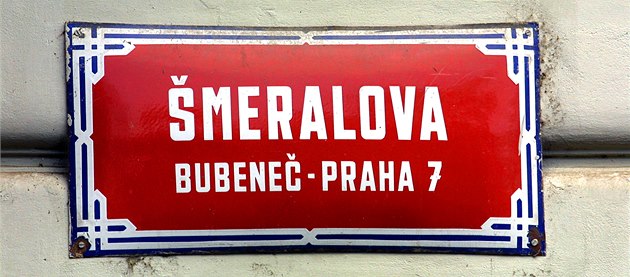 ŠMERALOVA
BUBENEČ - PRAHA 7